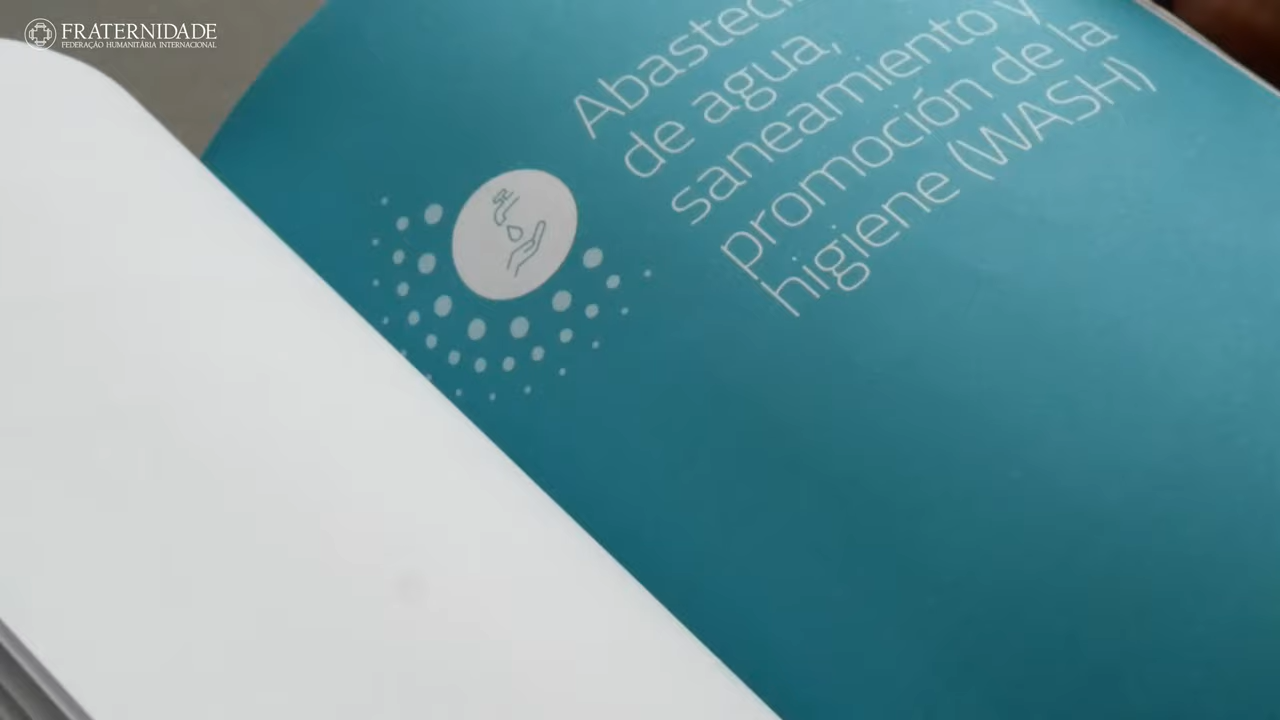 FRATERNIDADE
FEDERAÇÃO HUMANITÁRIA INTERNACIONAL
de agua,
saneamiento y
promoción de la
higiene (WASH)